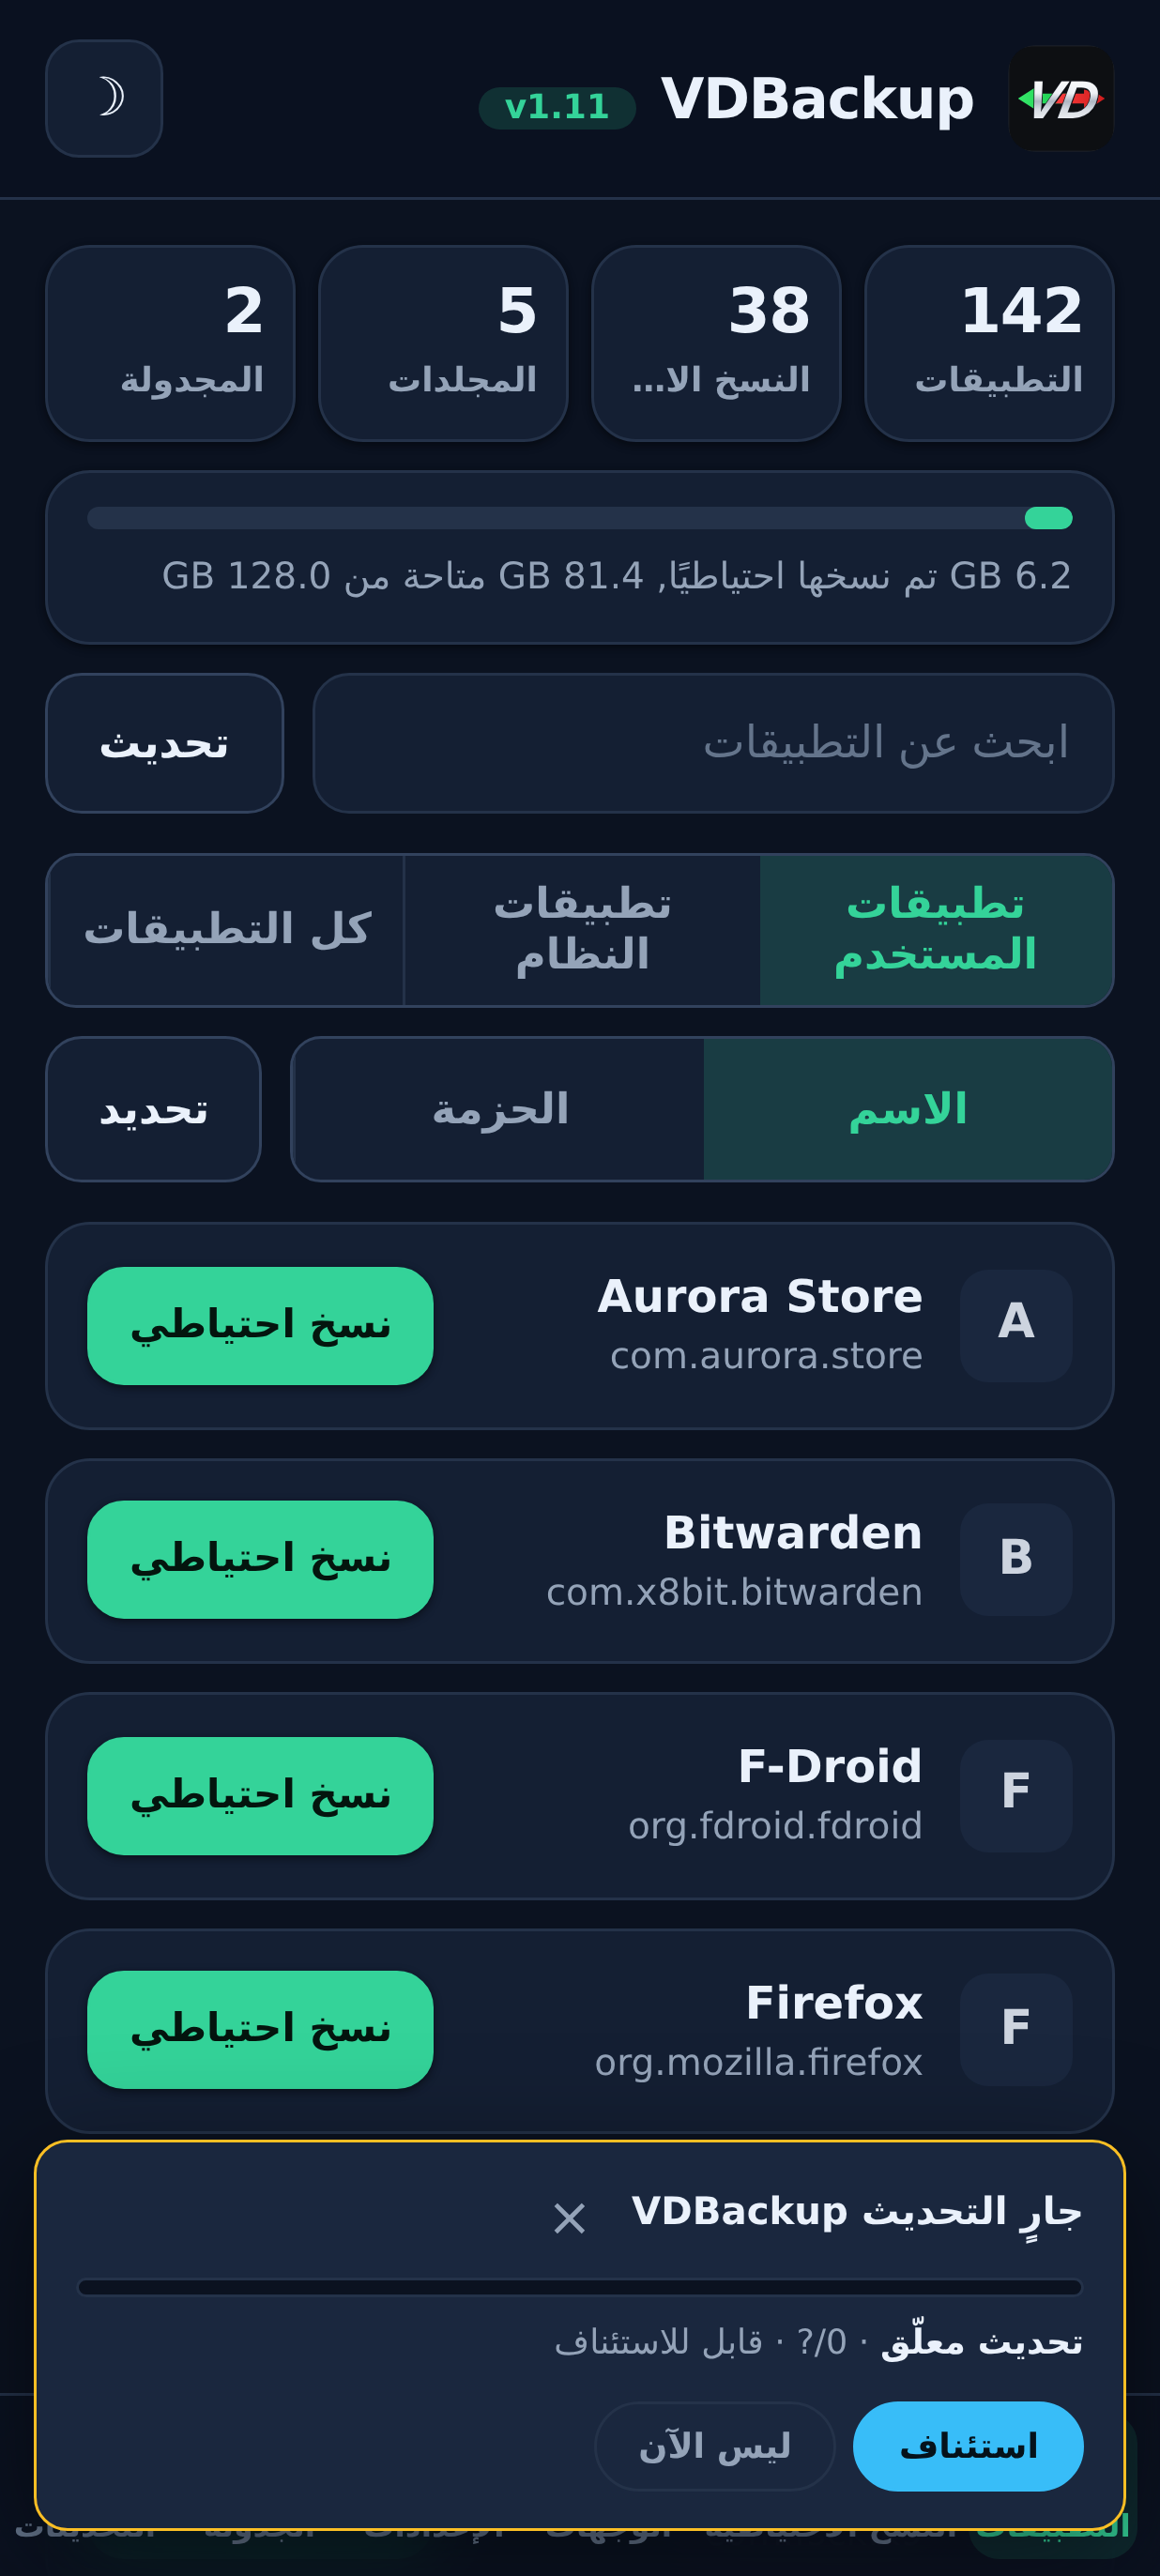 VD
VDBackup v1.11
142
التطبيقات
38
النسخ الا...
5
المجلدات
2
المجدولة
6.2 GB تم نسخها احتياطيًا, 81.4 GB متاحة من 128.0 GB
ابحث عن التطبيقات
تحديث
تطبيقات المستخدم
تطبيقات النظام
كل التطبيقات
الاسم
الحزمة
تحديد
A
Aurora Store
com.aurora.store
نسخ احتياطي
B
Bitwarden
com.x8bit.bitwarden
نسخ احتياطي
F
F-Droid
org.fdroid.fdroid
نسخ احتياطي
F
Firefox
org.mozilla.firefox
نسخ احتياطي
جارٍ التحديث VDBackup
تحديث معلّق · 0/? · قابل للاستئناف
استئناف
ليس الآن